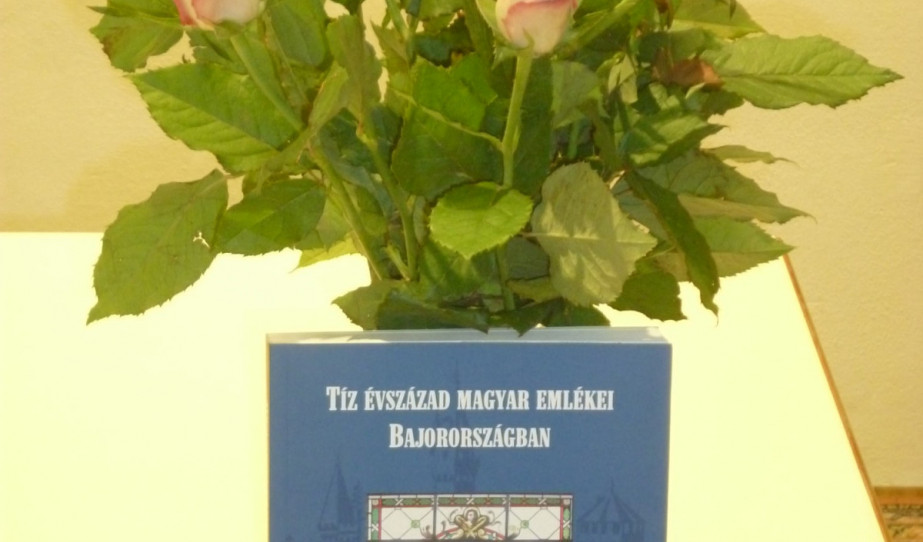 TÍZ ÉVSZÁZAD MAGYAR EMLÉKEI
BAJORORSZÁGBAN